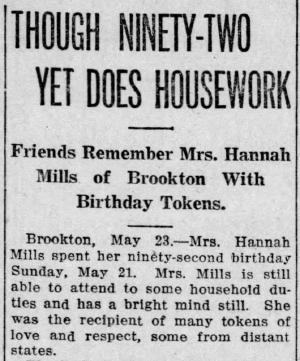 THOUGH NINETY-TWO
YET DOES HOUSEWORK
Friends Remember Mrs. Hannah
Mills of Brookton With
Birthday Tokens.
Brookton, May 23.—Mrs. Hannah
Mills spent her ninety-second birthday
Sunday, May 21. Mrs. Mills is still
able to attend to some household du-
ties and has a bright mind still. She
was the recipient of many tokens of
love and respect, some from distant
states.